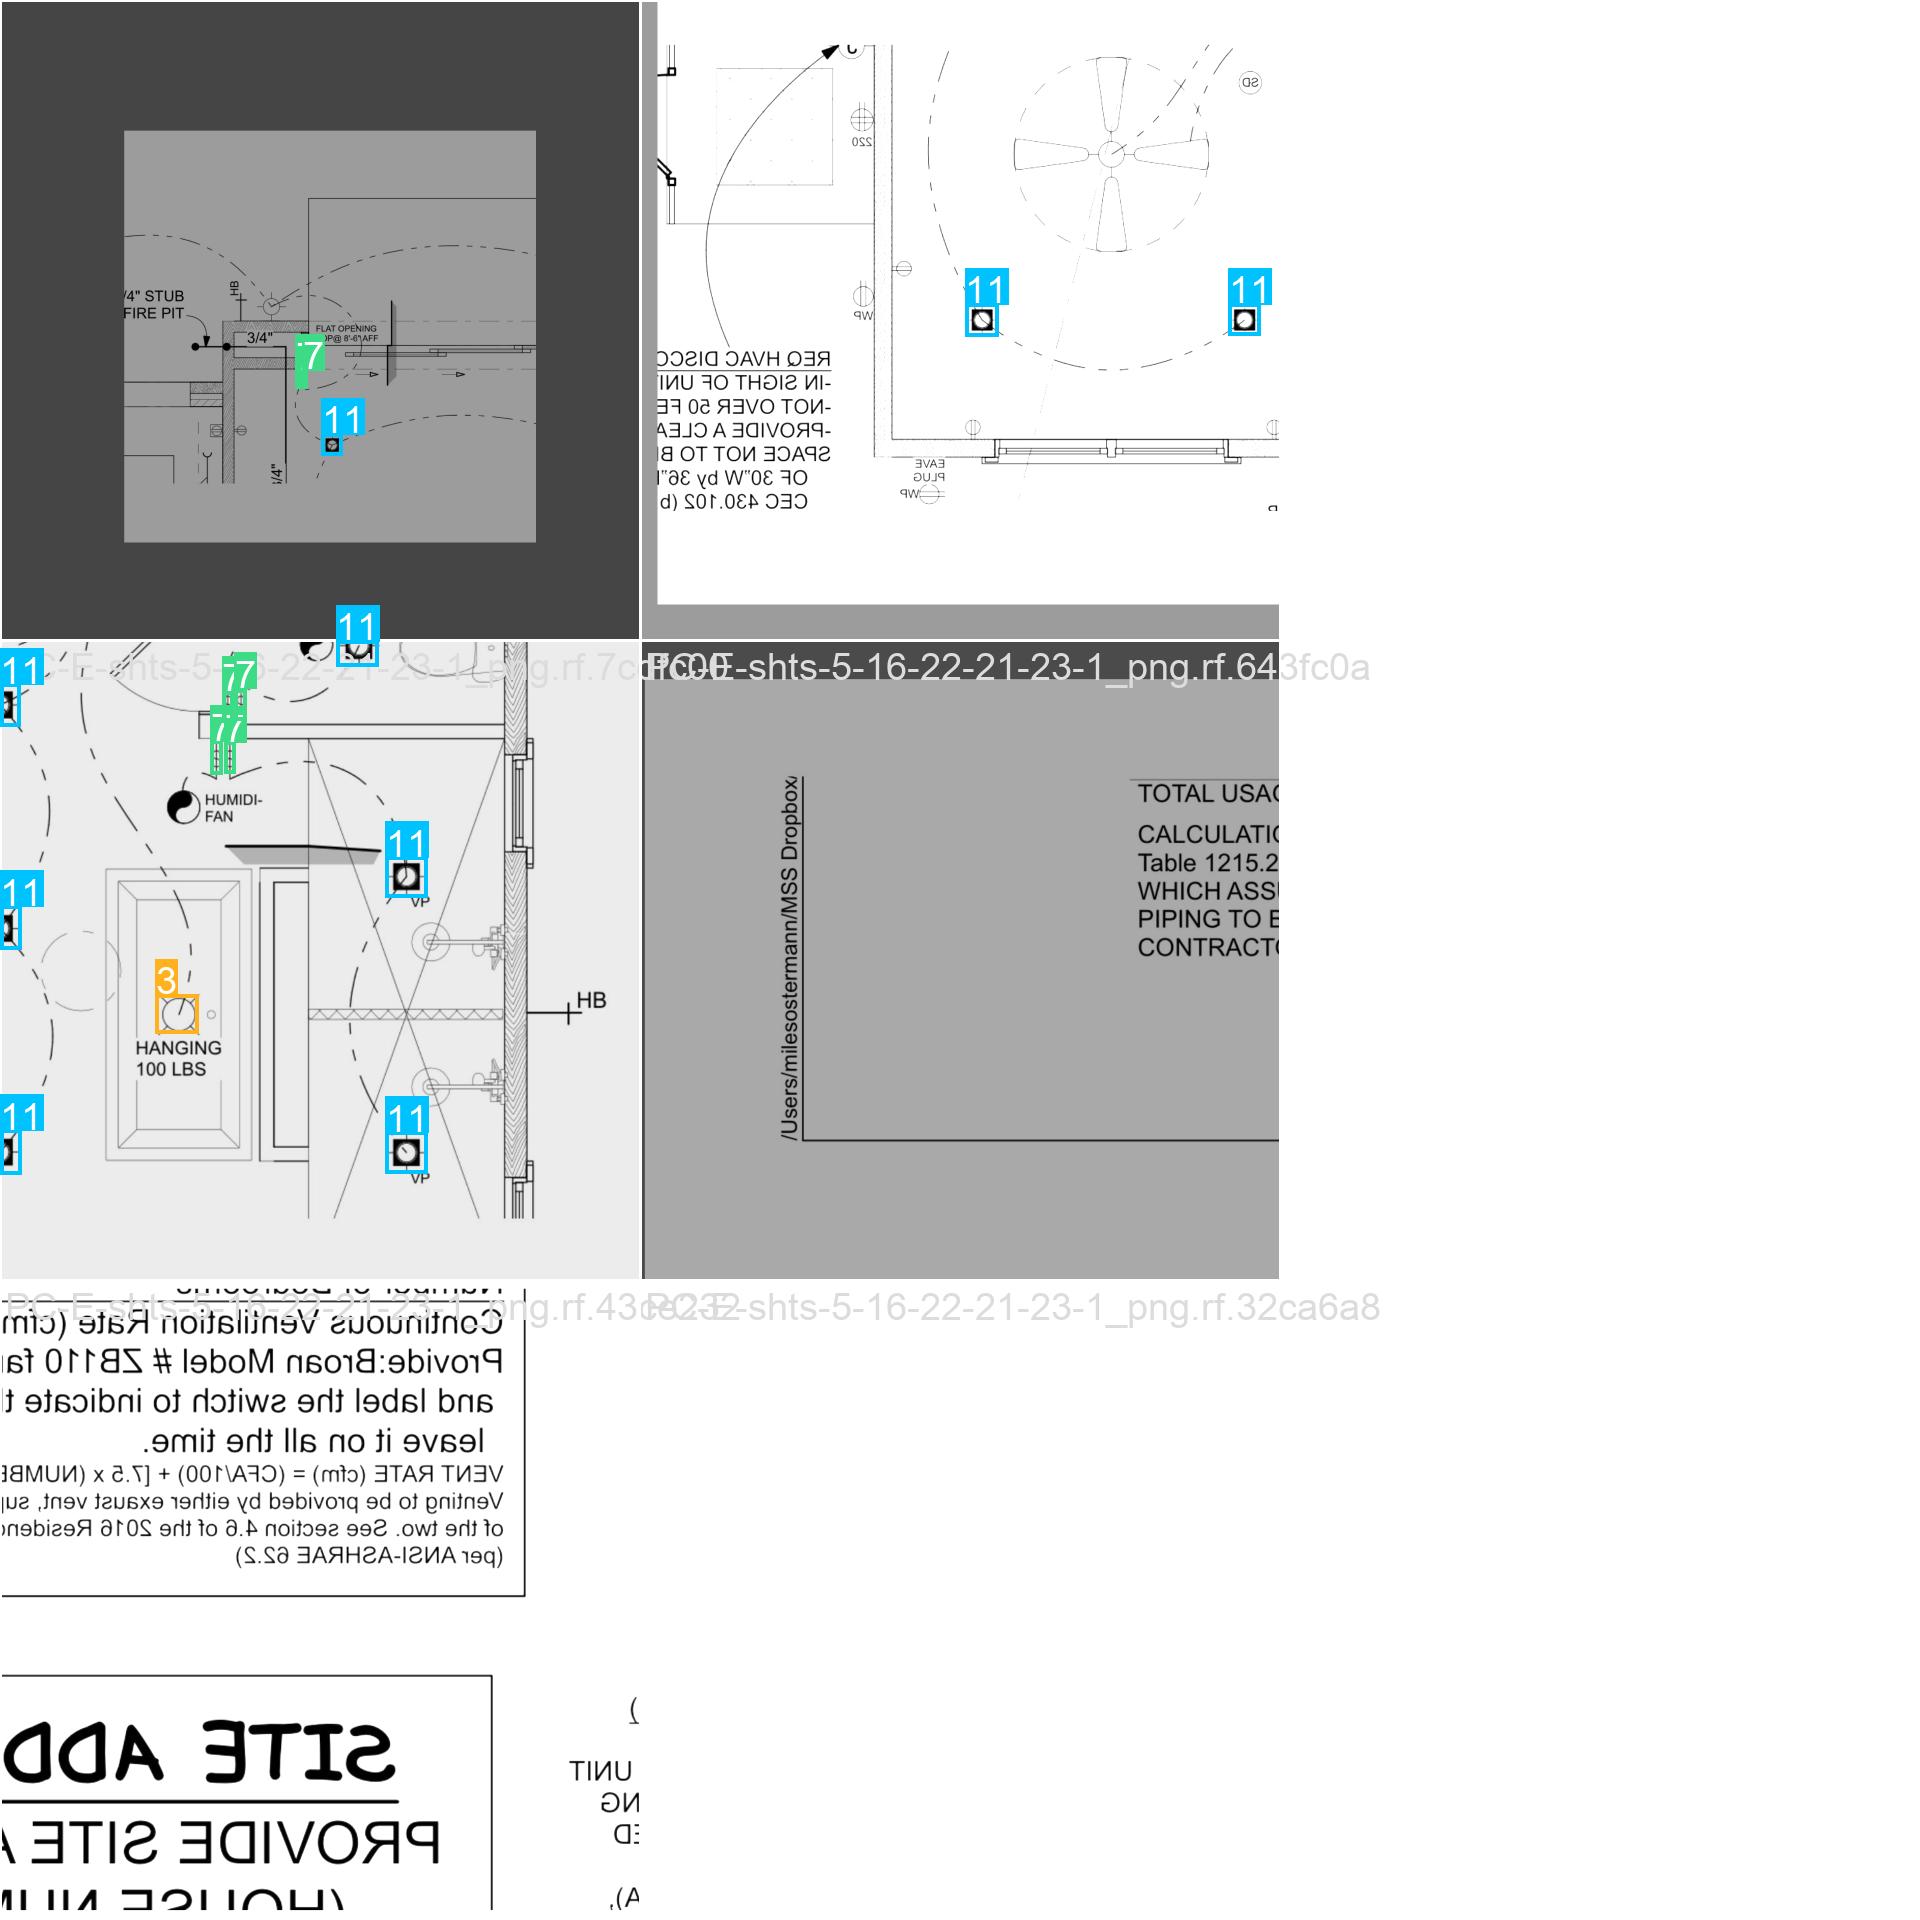 HB
/4" STUB
FIRE PIT
3/4"
FLAT OPENING
OP@ 8'-6" AFF
7
11
3/4"
SD
220
WP
11
11
REQ HVAC DISCO
-IN SIGHT OF UNIT
-NOT OVER 50 FE
-PROVIDE A CLEA
SPACE NOT TO BE
OF 30"W by 36"
CEC 430.102 (b
EAVE
PLUG
WP
11
11
C-E-shts-5-16-22-21-23-1_png.rf.7c
7
77
HUMIDI-
FAN
11
VP
11
3
HB
HANGING
100 LBS
11
11
VP
PC-E-shts-5-16-22-21-23-1_png.rf.643fc0a
/Users/milesostermann/MSS Dropbox/
TOTAL USAG
CALCULATIO
Table 1215.2
WHICH ASSU
PIPING TO B
CONTRACTO
PC-E-shts-5-16-22-21-23-1_png.rf.43
-shts-5-16-22-21-23-1_png.rf.32ca6a8
Number of Bedrooms
Continuous Ventilation Rate (cfm)
Provide:Broan Model # ZB110 fa
and label the switch to indicate t
leave it on all the time.
VENT RATE (cfm) = (CFA/100) + [7.5 x (NUMBE
Venting to be provided by either exaust vent, sup
of the two. See section 4.6 of the 2016 Residen
(per ANSI-ASHRAE 62.2)
SITE ADD
PROVIDE SITE A
(HOUSE NUM
UNIT
NG
ED
A),